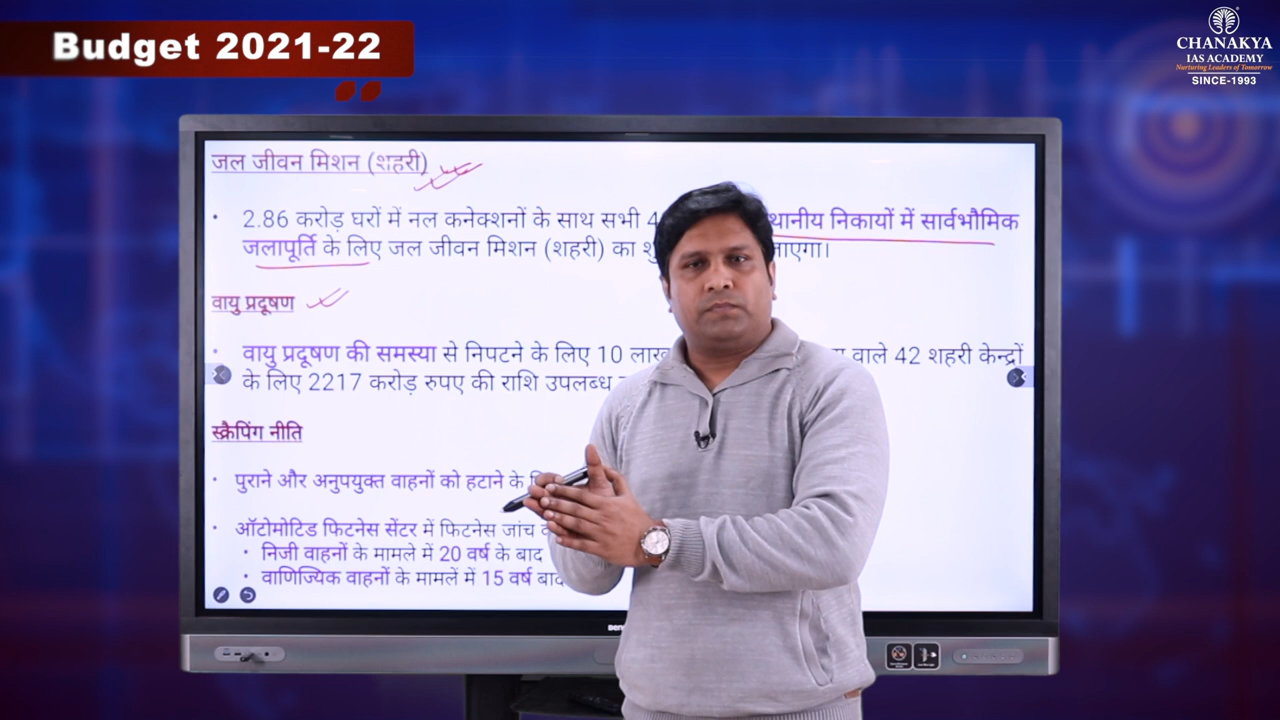 Budget 2021-22
CHANAKYA
IAS ACADEMY
Nurturing Leaders of Tomorrow
SINCE-1993
जल जीवन मिशन (शहरी)
• 2.86 करोड़ घरों में नल कनेक्शनों के साथ सभी निकायों में सार्वभौमिक
जलापूर्ति के लिए जल जीवन मिशन (शहरी) का
वायु प्रदूषण
• वायु प्रदूषण की समस्या से निपटने के लिए 10 वाले 42 शहरी केन्द्रों
के लिए 2217 करोड़ रुपए की राशि उपलब्ध
स्क्रैपिंग नीति
• पुराने और अनुपयुक्त वाहनों को हटाने के
• ऑटोमोटिड फिटनेस सेंटर में फिटनेस जांच
• निजी वाहनों के मामले में 20 वर्ष के बाद
• वाणिज्यिक वाहनों के मामलें में 15 वर्ष बाद